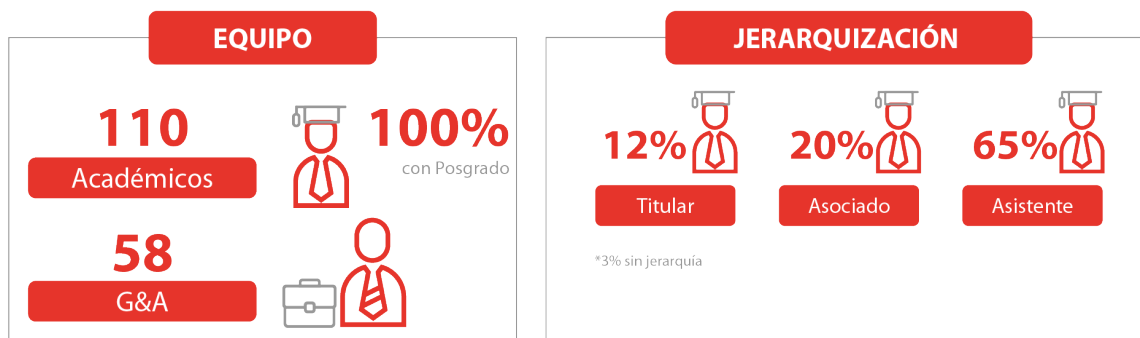 EQUIPO
110
Académicos
100%
con Posgrado
58
G&A
JERARQUIZACIÓN
12%
Titular
20%
Asociado
65%
Asistente
*3% sin jerarquía